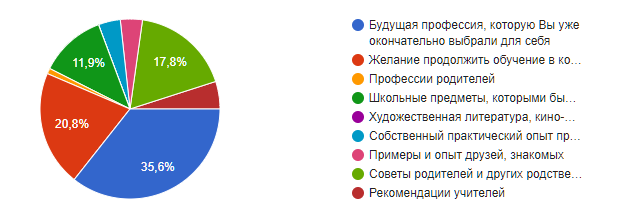 11,9%
17,8%
20,8%
35,6%
Будущая профессия, которую Вы уже
окончательно выбрали для себя
Желание продолжить обучение в ко…
Профессии родителей
Школьные предметы, которыми бы…
Художественная литература, кино-…
Собственный практический опыт пр…
Примеры и опыт друзей, знакомых
Советы родителей и других родстве…
Рекомендации учителей